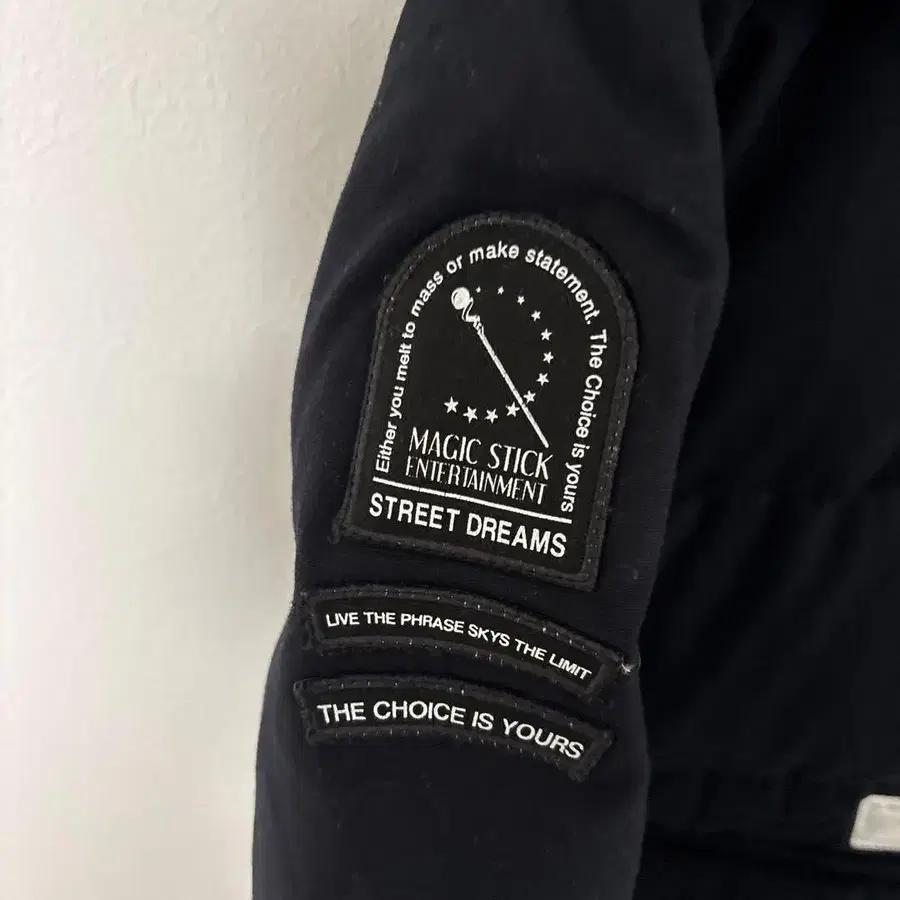 Either you melt to mass or make statement. The Choice is yours
MAGIC STICK
ENTERTAINMENT
STREET DREAMS
LIVE THE PHRASE SKYS THE LIMIT
THE CHOICE IS YOURS